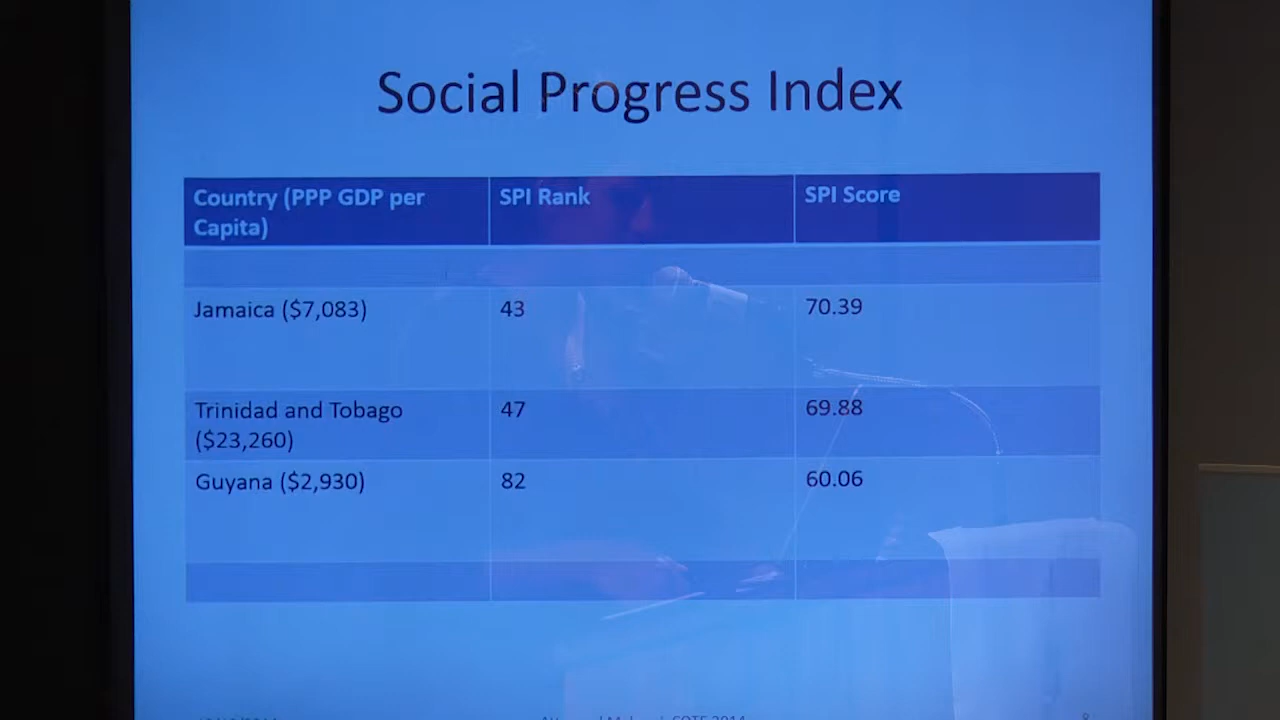 Social Progress Index
Country (PPP GDP per
Capita)
SPI Rank
SPI Score
Jamaica ($7,083)
43
70.39
Trinidad and Tobago
($23,260)
47
69.88
Guyana ($2,930)
82
60.06
2014